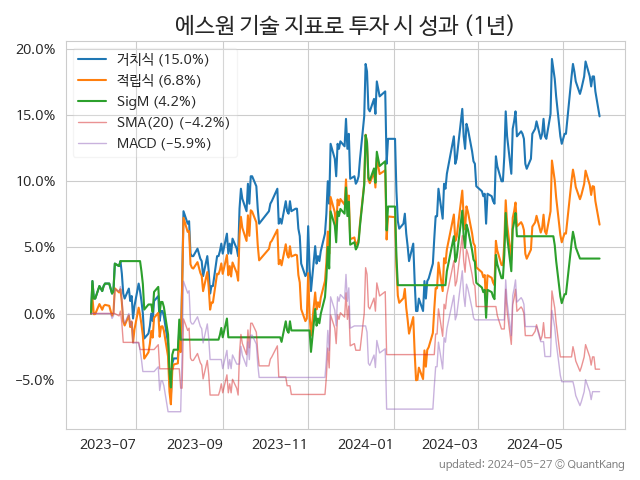 에스원 기술 지표로 투자 시 성과 (1년)
20.0%
15.0%
10.0%
5.0%
0.0%
−5.0%
거치식 (15.0%)
적립식 (6.8%)
SigM (4.2%)
SMA(20) (−4.2%)
MACD (−5.9%)
2023−07
2023−09
2023−11
2024−01
2024−03
2024−05
updated: 2024−05−27 ⓒ QuantKang